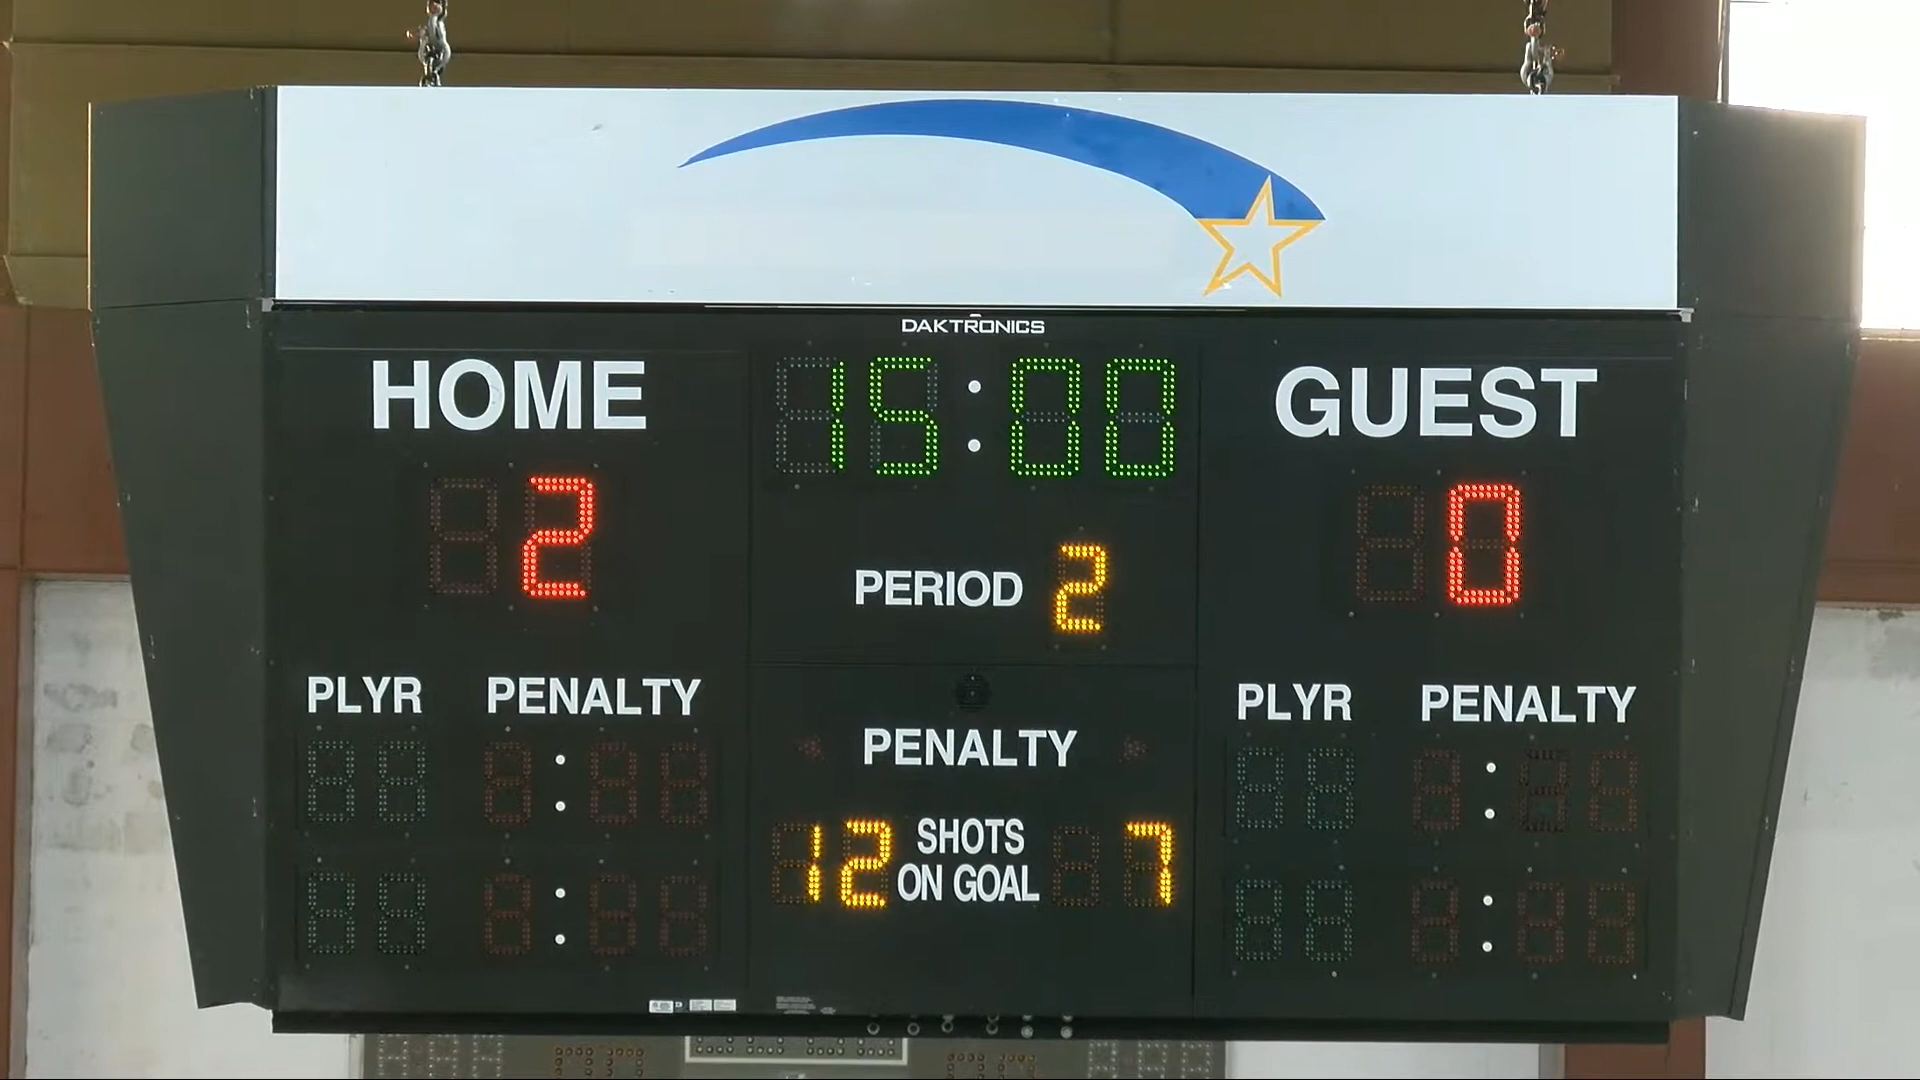 DAKTRONICS
HOME
15:00
GUEST
2
0
PERIOD 2
PLYR PENALTY
PLYR PENALTY
PENALTY
12 SHOTS ON GOAL 7